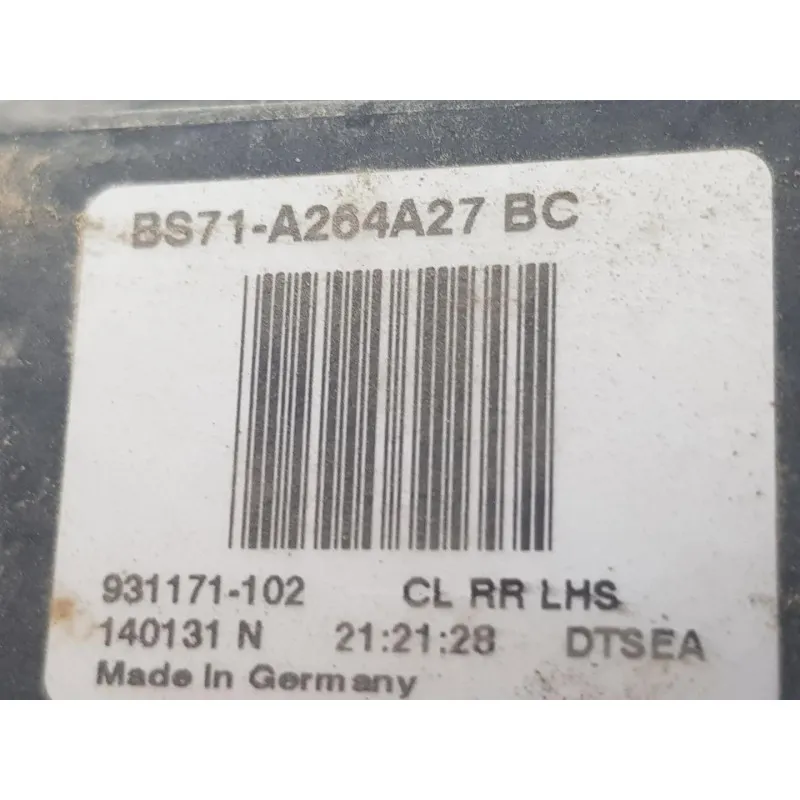 BS71-A264A27 BC
931171-102 CL RR LHS
140131 N 21:21:28 DTSEA
Made In Germany